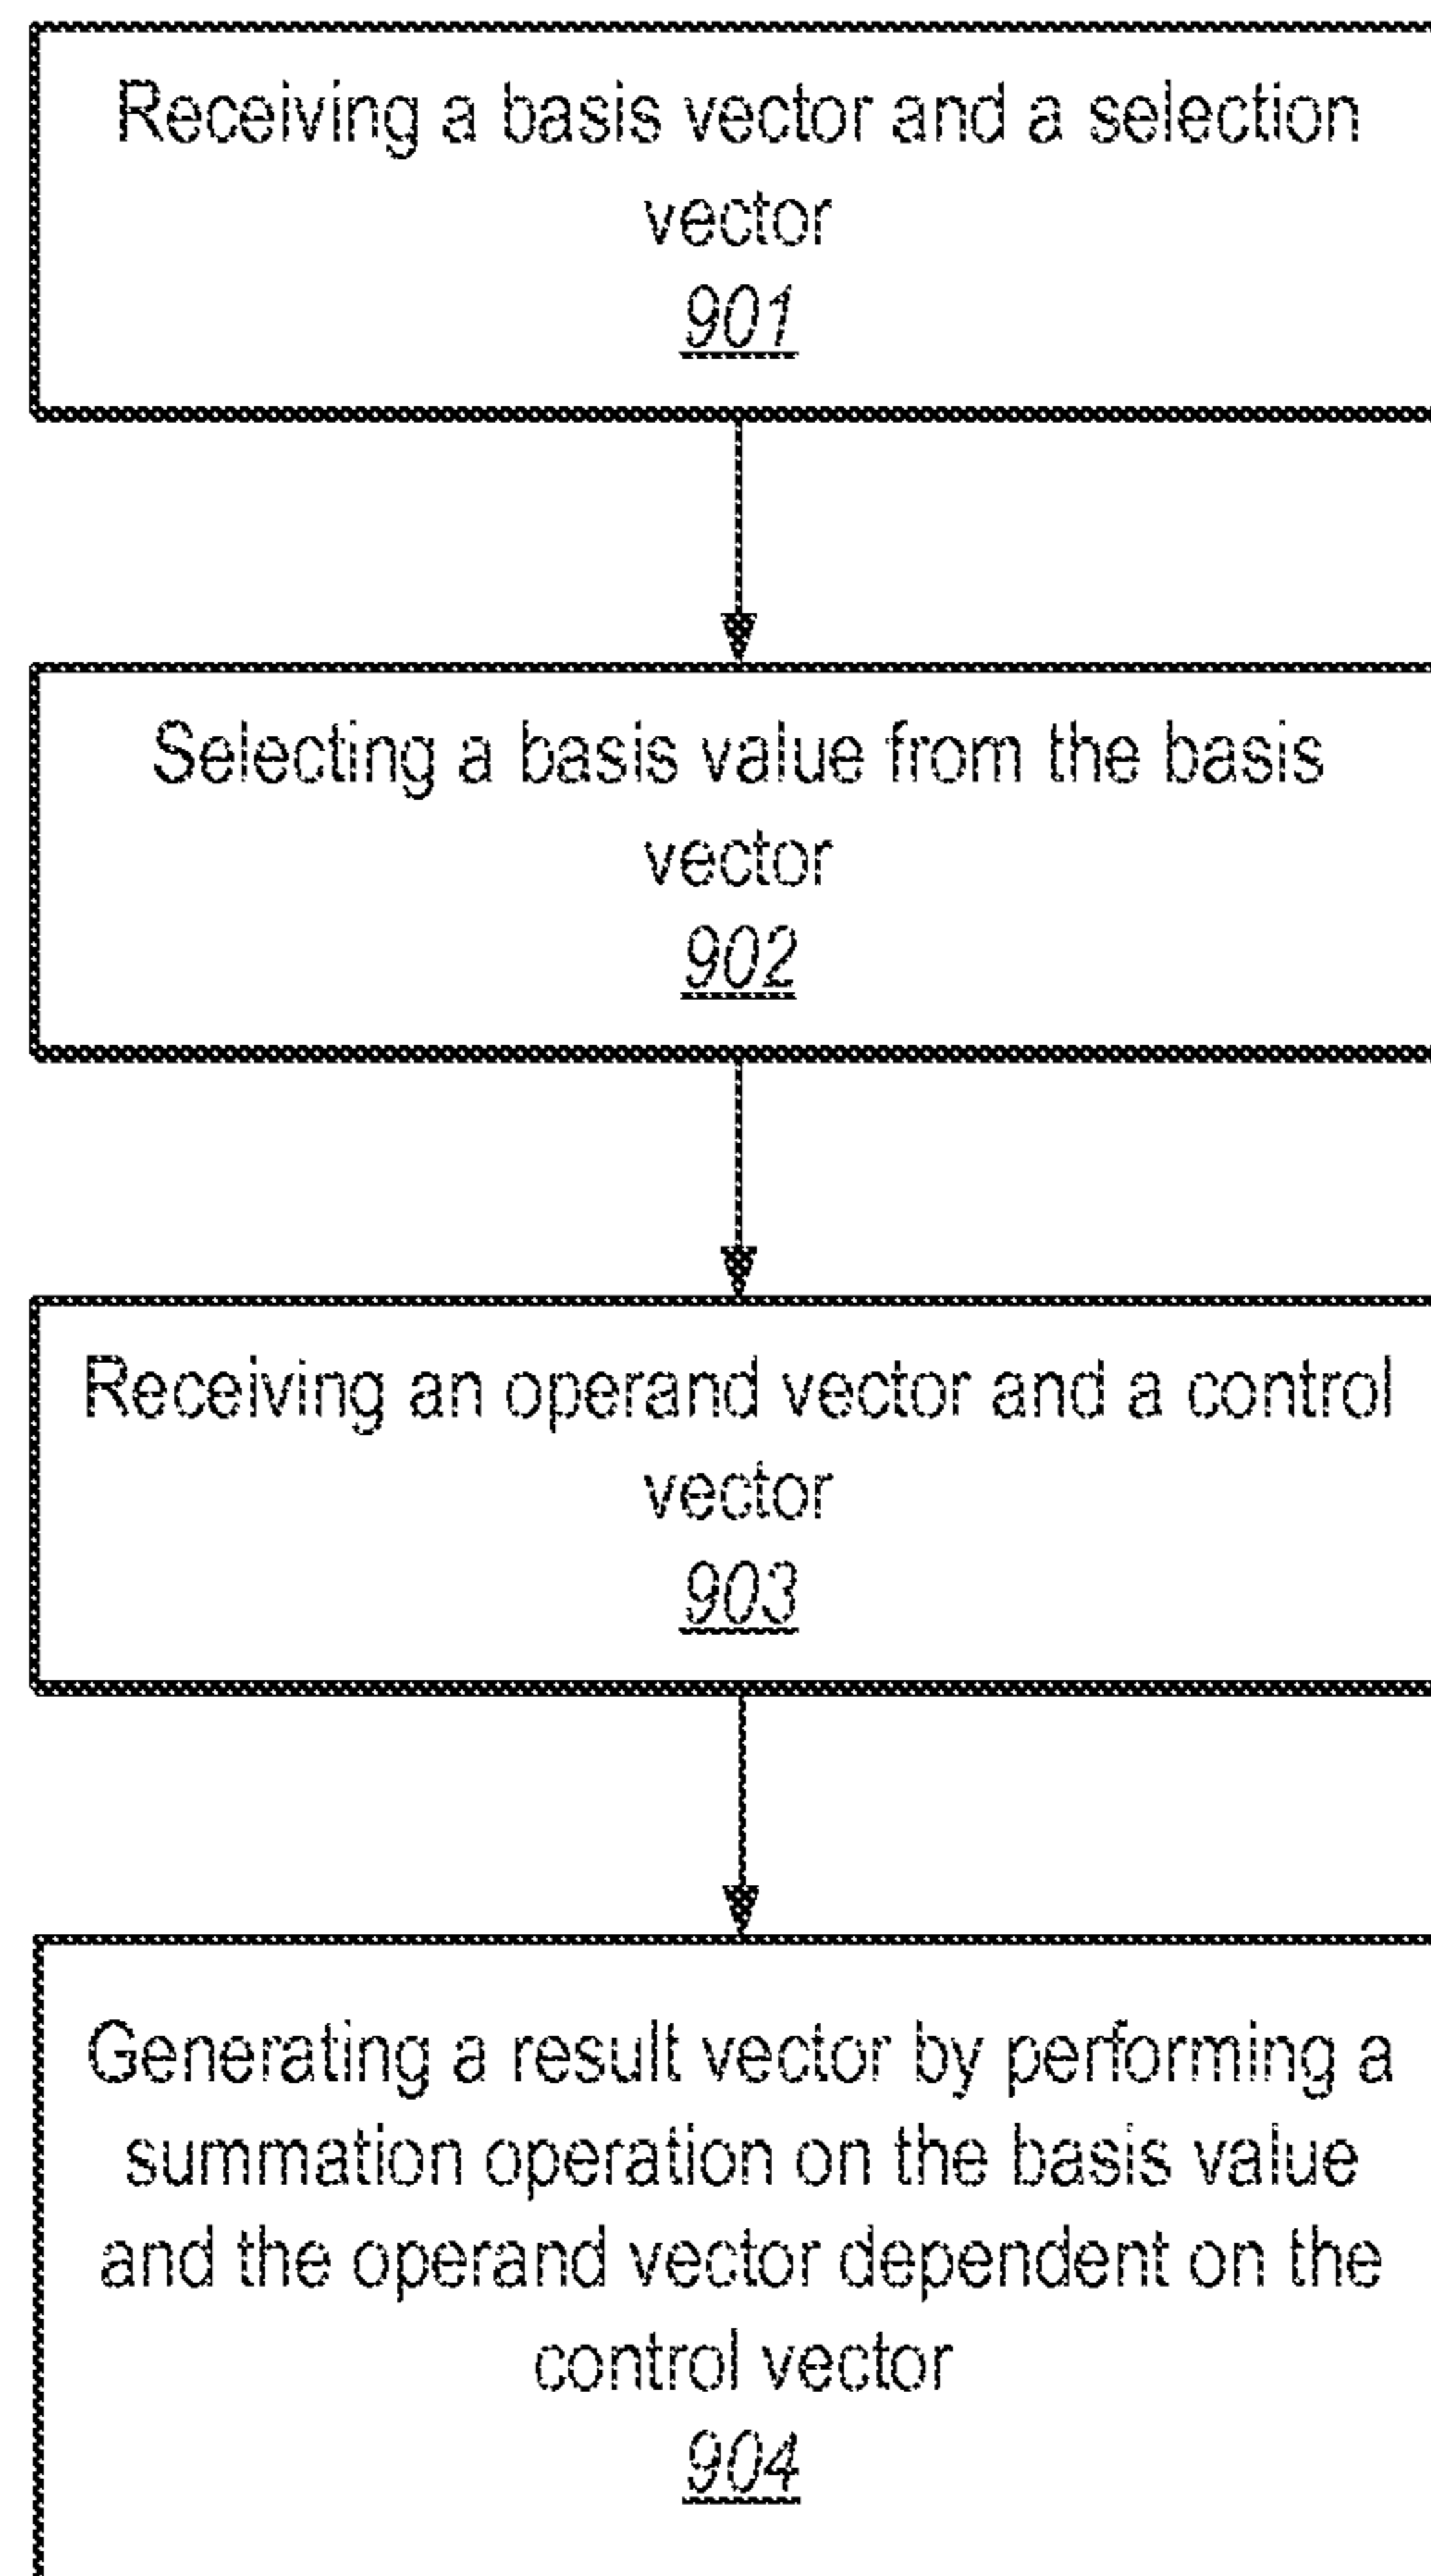 Receiving a basis vector and a selection
vector
901
Selecting a basis value from the basis
vector
902
Receiving an operand vector and a control
vector
903
Generating a result vector by performing a
summation operation on the basis value
and the operand vector dependent on the
control vector
904